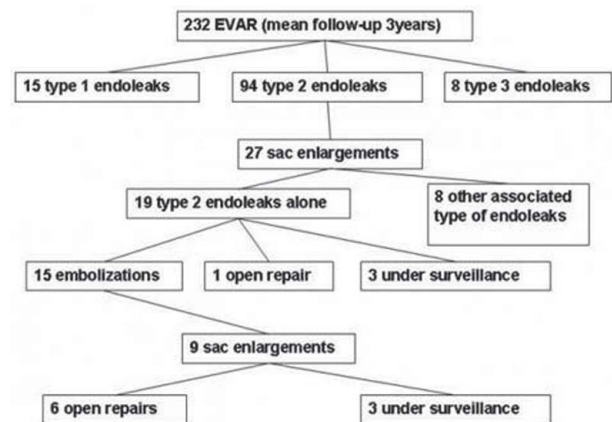 232 EVAR (mean follow-up 3years)
15 type 1 endoleaks
94 type 2 endoleaks
8 type 3 endoleaks
27 sac enlargements
19 type 2 endoleaks alone
8 other associated
type of endoleaks
15 embolizations
1 open repair
3 under surveillance
9 sac enlargements
6 open repairs
3 under surveillance